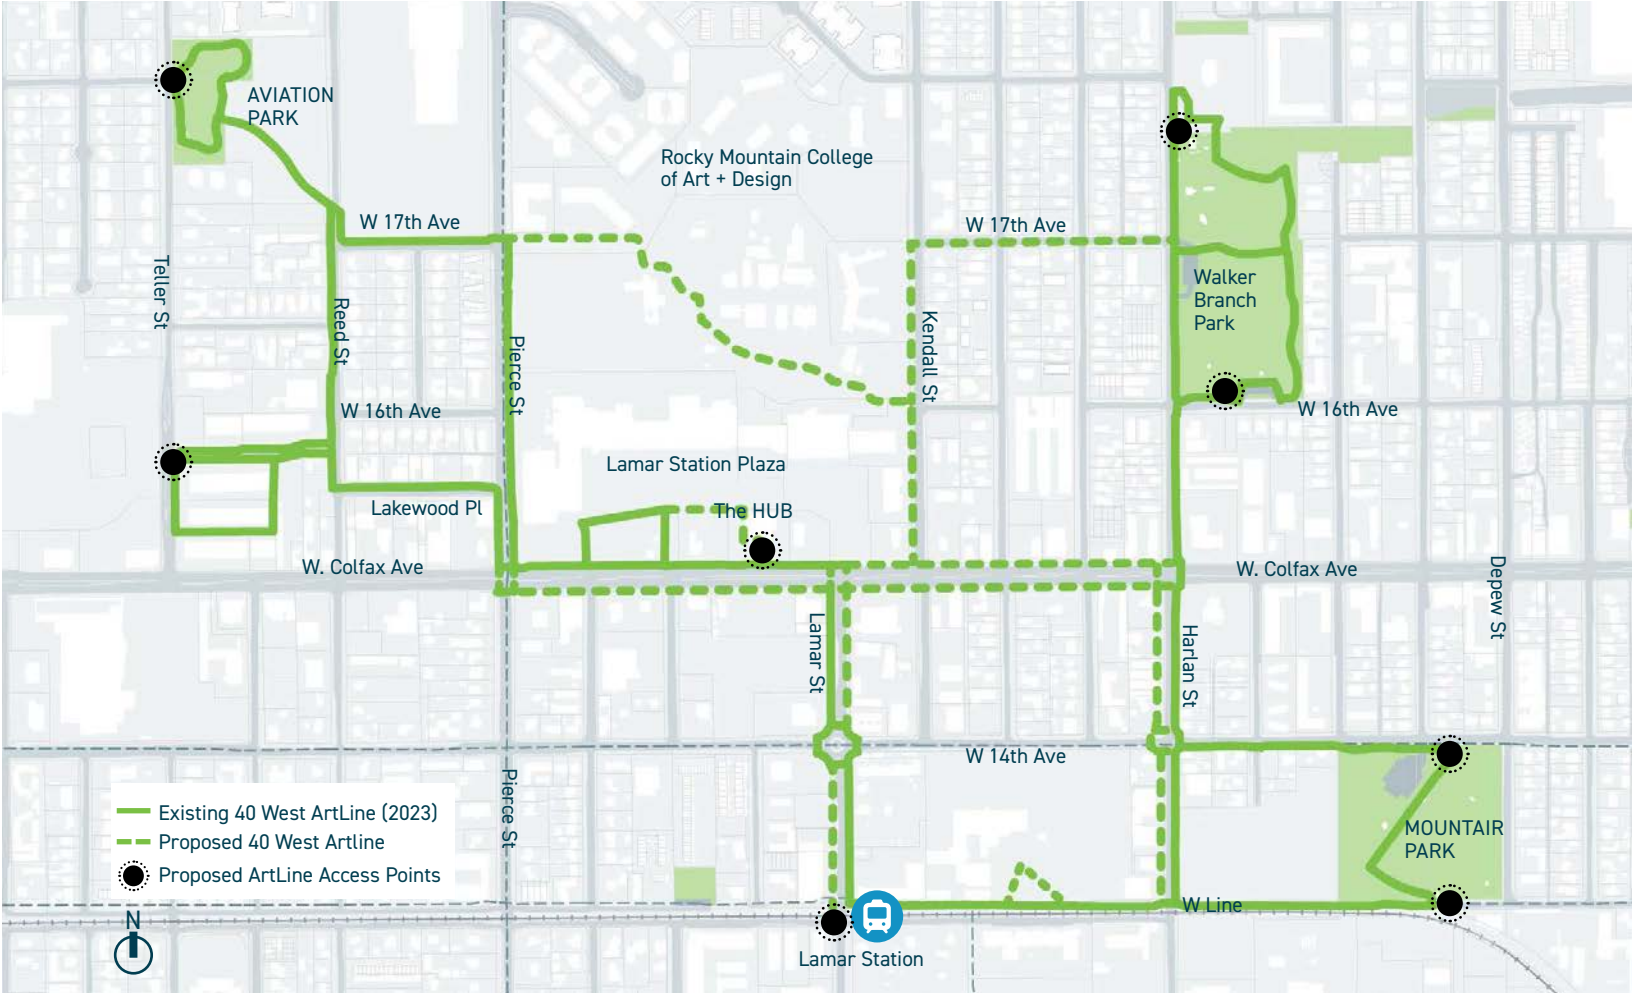 AVIATION
PARK
Rocky Mountain College
of Art + Design
W 17th Ave
W 17th Ave
Teller St
Reed St
Pierce St
Kendall St
Walker
Branch
Park
W 16th Ave
W 16th Ave
Lamar Station Plaza
Lakewood Pl
The HUB
W. Colfax Ave
W. Colfax Ave
Depew St
Lamar St
Harlan St
W 14th Ave
Pierce St
Existing 40 West ArtLine (2023)
Proposed 40 West Artline
Proposed ArtLine Access Points
MOUNTAIR
PARK
W Line
N
Lamar Station